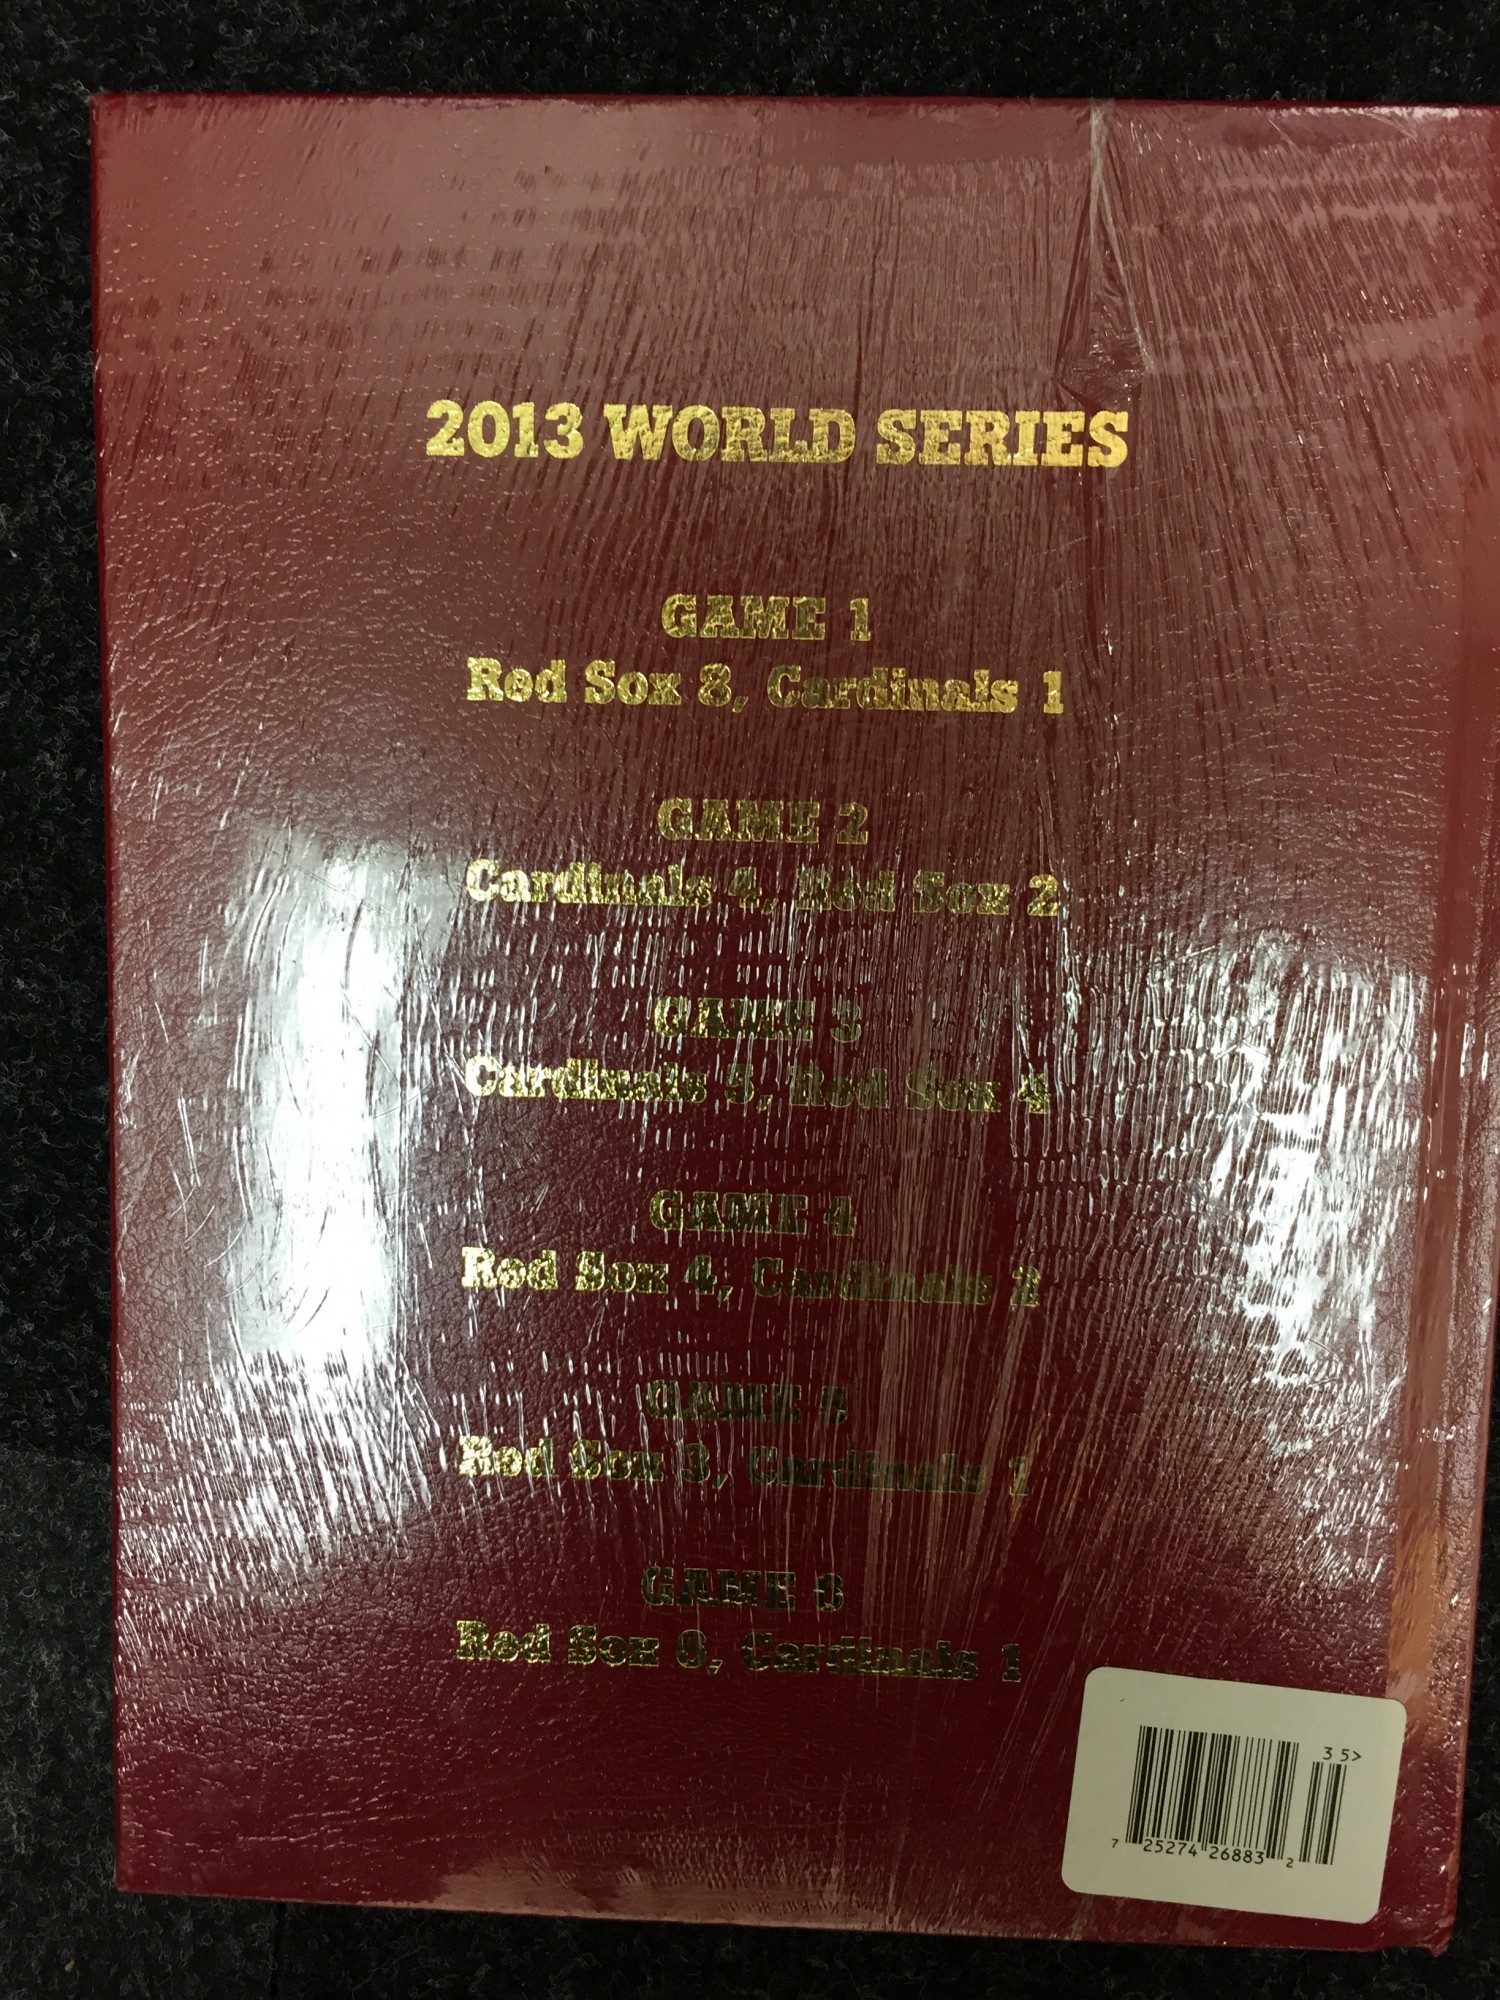 2013 WORLD SERIES
GAME 1
Red Sox 8, Cardinals 1
GAME 2
Cardinals 4, Red Sox 2
GAME 3
Cardinals 5, Red Sox 4
GAME 4
Red Sox 4, Cardinals 2
GAME 5
Red Sox 3, Cardinals 1
GAME 6
Red Sox 6, Cardinals 1
35>
7 25274 26883 2